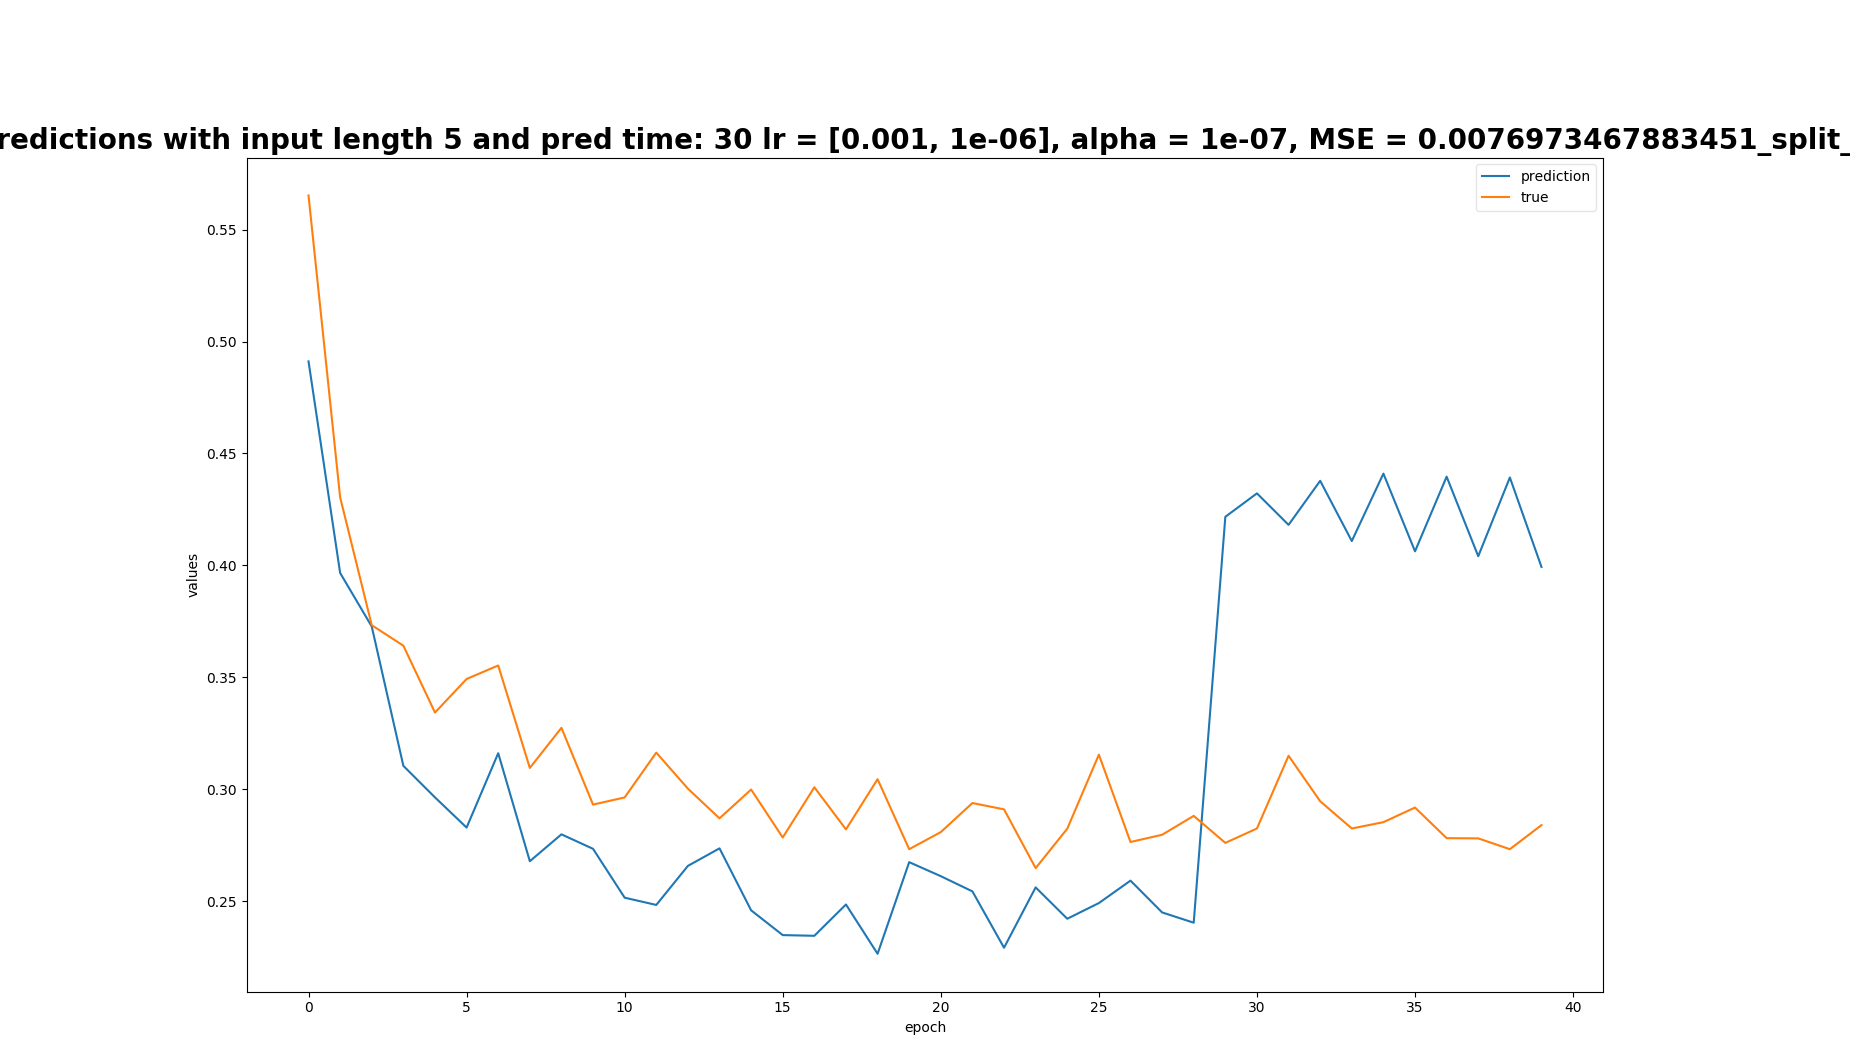 redictions with input length 5 and pred time: 30 lr = [0.001, 1e-06], alpha = 1e-07, MSE = 0.0076973467883451_split_
prediction
true
0.55
0.50
0.45
0.40
0.35
0.30
0.25
values
0 5 10 15 20 25 30 35 40
epoch